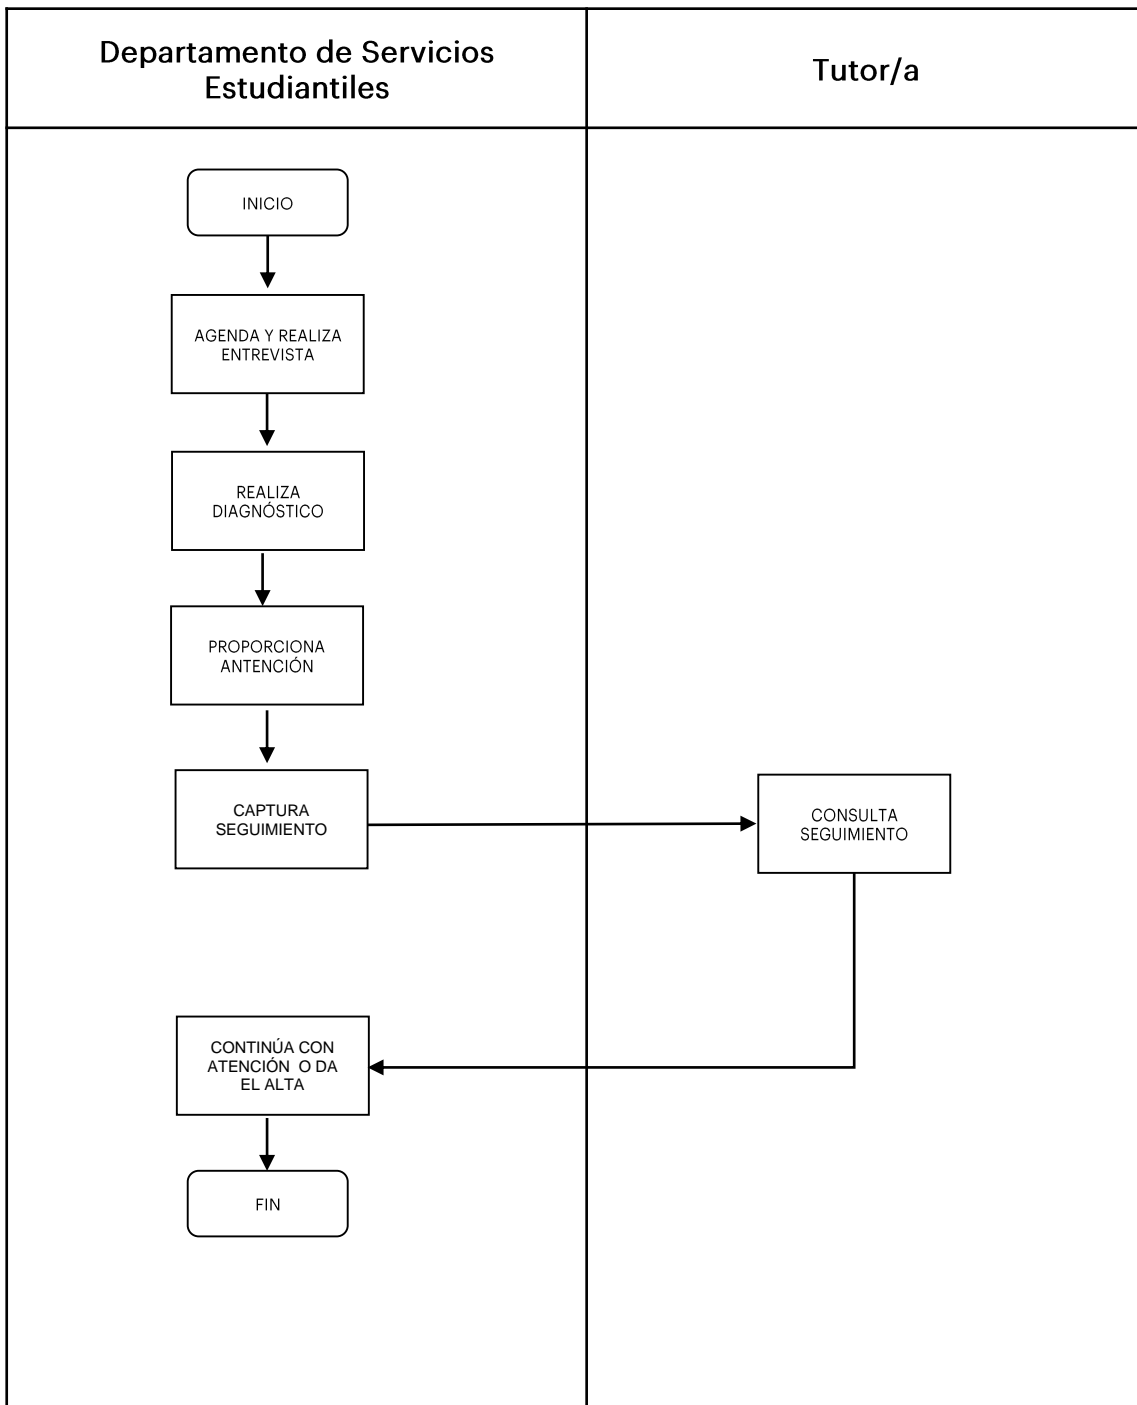 Departamento de Servicios
Estudiantiles
Tutor/a
INICIO
AGENDA Y REALIZA
ENTREVISTA
REALIZA
DIAGNÓSTICO
PROPORCIONA
ANTENCIÓN
CAPTURA
SEGUIMIENTO
CONSULTA
SEGUIMIENTO
CONTINÚA CON
ATENCIÓN O DA
EL ALTA
FIN